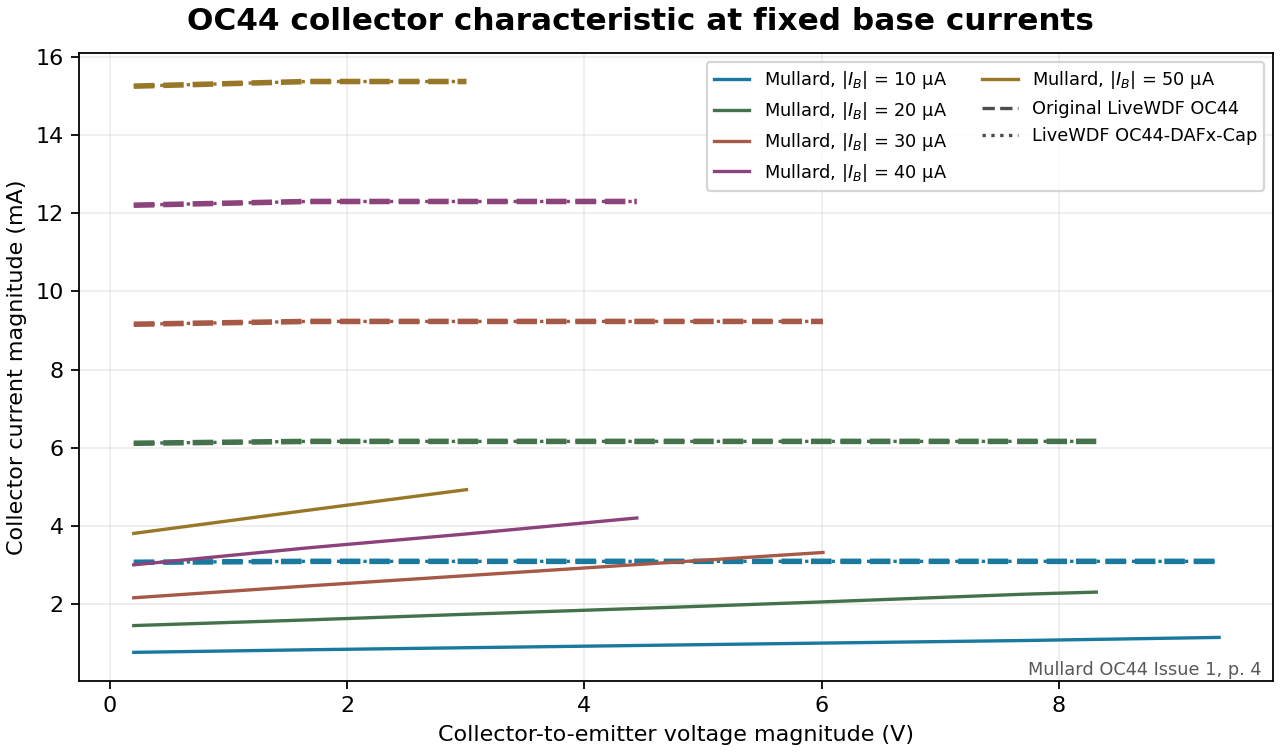 OC44 collector characteristic at fixed base currents
Collector current magnitude (mA)
16
14
12
10
8
6
4
2
Mullard, |I_B| = 10 μA
Mullard, |I_B| = 20 μA
Mullard, |I_B| = 30 μA
Mullard, |I_B| = 40 μA
Mullard, |I_B| = 50 μA
Original LiveWDF OC44
LiveWDF OC44-DAFx-Cap
Mullard OC44 Issue 1, p. 4
0 2 4 6 8
Collector-to-emitter voltage magnitude (V)